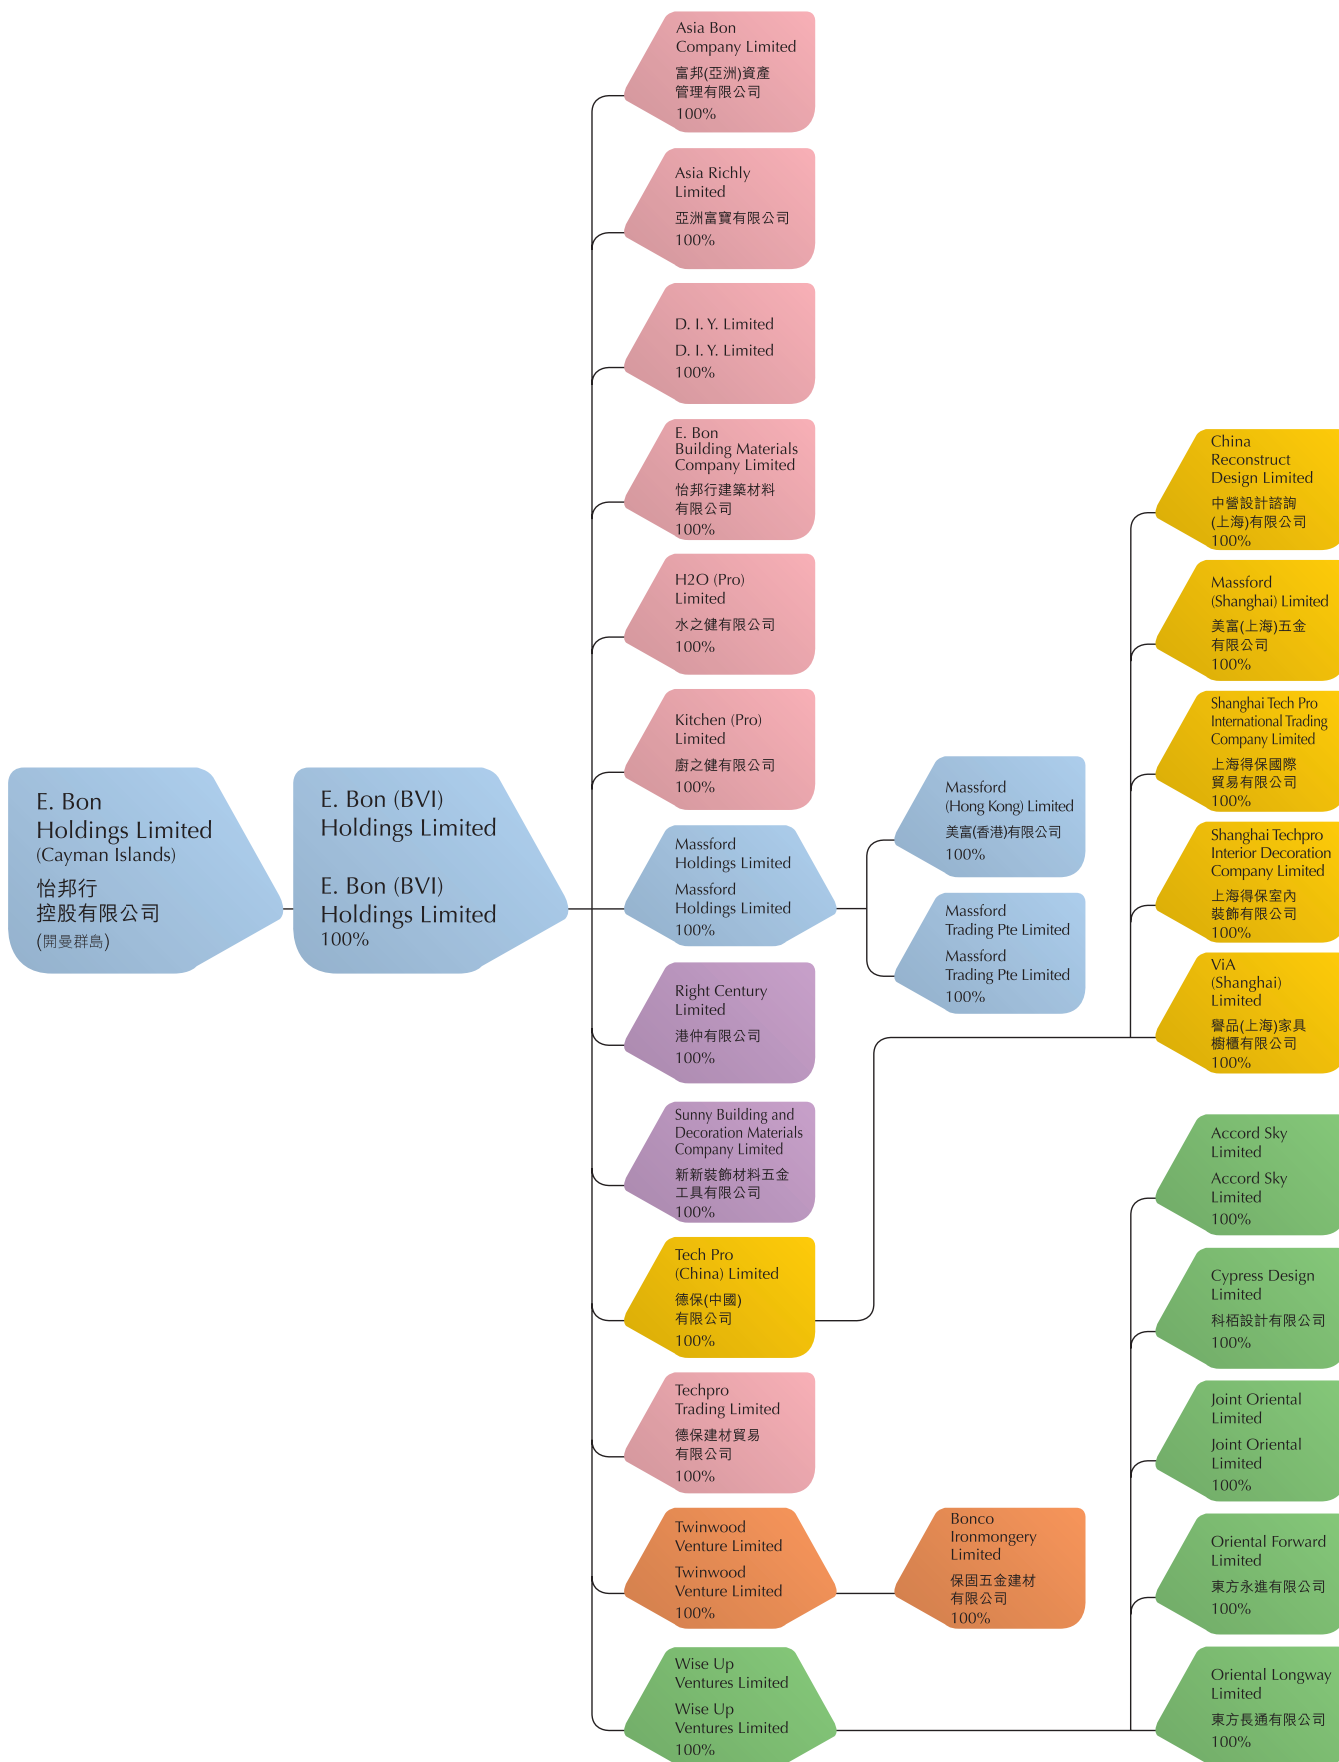 E. Bon
Holdings Limited
(Cayman Islands)
怡邦行
控股有限公司
(開曼群島)
E. Bon (BVI)
Holdings Limited
E. Bon (BVI)
Holdings Limited
100%
Asia Bon
Company Limited
富邦(亞洲)資產
管理有限公司
100%
Asia Richly
Limited
亞洲富寶有限公司
100%
D. I. Y. Limited
D. I. Y. Limited
100%
E. Bon
Building Materials
Company Limited
怡邦行建築材料
有限公司
100%
H2O (Pro)
Limited
水之健有限公司
100%
Kitchen (Pro)
Limited
廚之健有限公司
100%
Massford
Holdings Limited
Massford
Holdings Limited
100%
Right Century
Limited
港仲有限公司
100%
Sunny Building and
Decoration Materials
Company Limited
新新裝飾材料五金
工具有限公司
100%
Tech Pro
(China) Limited
德保(中國)
有限公司
100%
Techpro
Trading Limited
德保建材貿易
有限公司
100%
Twinwood
Venture Limited
Twinwood
Venture Limited
100%
Wise Up
Ventures Limited
Wise Up
Ventures Limited
100%
Massford
(Hong Kong) Limited
美富(香港)有限公司
100%
Massford
Trading Pte Limited
Massford
Trading Pte Limited
100%
Bonco
Ironmongery
Limited
保固五金建材
有限公司
100%
China
Reconstruct
Design Limited
中營設計諮詢
(上海)有限公司
100%
Massford
(Shanghai) Limited
美富(上海)五金
有限公司
100%
Shanghai Tech Pro
International Trading
Company Limited
上海得保國際
貿易有限公司
100%
Shanghai Techpro
Interior Decoration
Company Limited
上海得保室內
裝飾有限公司
100%
ViA
(Shanghai)
Limited
譽品(上海)家具
櫥櫃有限公司
100%
Accord Sky
Limited
Accord Sky
Limited
100%
Cypress Design
Limited
科栢設計有限公司
100%
Joint Oriental
Limited
Joint Oriental
Limited
100%
Oriental Forward
Limited
東方永進有限公司
100%
Oriental Longway
Limited
東方長通有限公司
100%